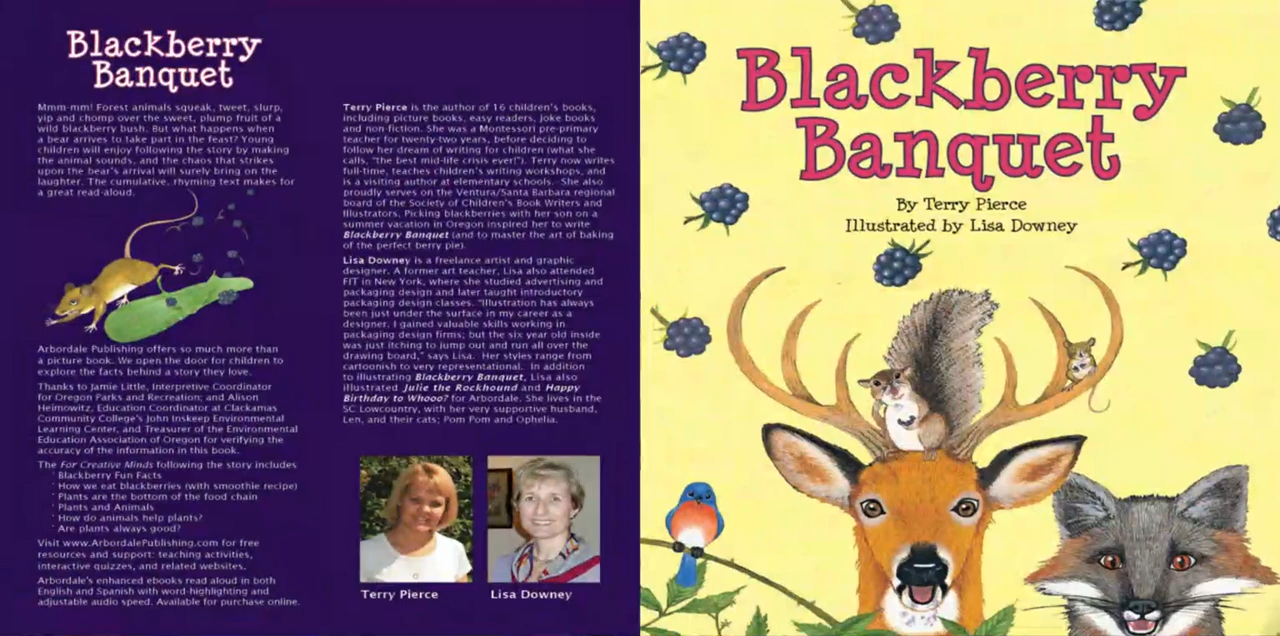 Blackberry
Banquet
Mmm-mm! Forest animals squeak, tweet, slurp,
yip and chomp over the sweet, plump fruit of a
wild blackberry bush. But what happens when
a bear arrives to take part in the feast? Young
children will enjoy following the story by making
the animal sounds, and the chaos that strikes
upon the bear's arrival will surely bring on the
laughter. The cumulative, rhyming text makes for
a great read-aloud.
Arbordale Publishing offers so much more than
a picture book. We open the door for children to
explore the facts behind a story they love.
Thanks to Jamie Little, Interpretive Coordinator
for Oregon Parks and Recreation; and Alison
Heimowitz, Education Coordinator at Clackamas
Community College's John Inskeep Environmental
Learning Center, and Treasurer of the Environmental
Education Association of Oregon for verifying the
accuracy of the information in this book.
The For Creative Minds following the story includes
' Blackberry Fun Facts
' How we eat blackberries (with smoothie recipe)
' Plants are the bottom of the food chain
' Plants and Animals
' How do animals help plants?
' Are plants always good?
Visit www.ArbordalePublishing.com for free
resources and support: teaching activities,
interactive quizzes, and related websites.
Arbordale's enhanced ebooks read aloud in both
English and Spanish with word-highlighting and
adjustable audio speed. Available for purchase online.
Terry Pierce is the author of 16 children's books,
including picture books, easy readers, joke books
and non-fiction. She was a Montessori pre-primary
teacher for twenty-two years, before deciding to
follow her dream of writing for children (what she
calls, "the best mid-life crisis ever!"). Terry now writes
full-time, teaches children's writing workshops, and
is a visiting author at elementary schools. She also
proudly serves on the Ventura/Santa Barbara regional
board of the Society of Children's Book Writers and
Illustrators. Picking blackberries with her son on a
summer vacation in Oregon inspired her to write
Blackberry Banquet (and to master the art of baking
of the perfect berry pie).
Lisa Downey is a freelance artist and graphic
designer. A former art teacher, Lisa also attended
FIT in New York, where she studied advertising and
packaging design and later taught introductory
packaging design classes. "Illustration has always
been just under the surface in my career as a
designer. I gained valuable skills working in
packaging design firms; but the six year old inside
was just itching to jump out and run all over the
drawing board," says Lisa. Her styles range from
cartoonish to very representational. In addition
to illustrating Blackberry Banquet, Lisa also
illustrated Julie the Rockhound and Happy
Birthday to Whooo? for Arbordale. She lives in the
SC Lowcountry, with her very supportive husband,
Len, and their cats; Pom Pom and Ophelia.
Terry Pierce
Lisa Downey
Blackberry
Banquet
By Terry Pierce
Illustrated by Lisa Downey